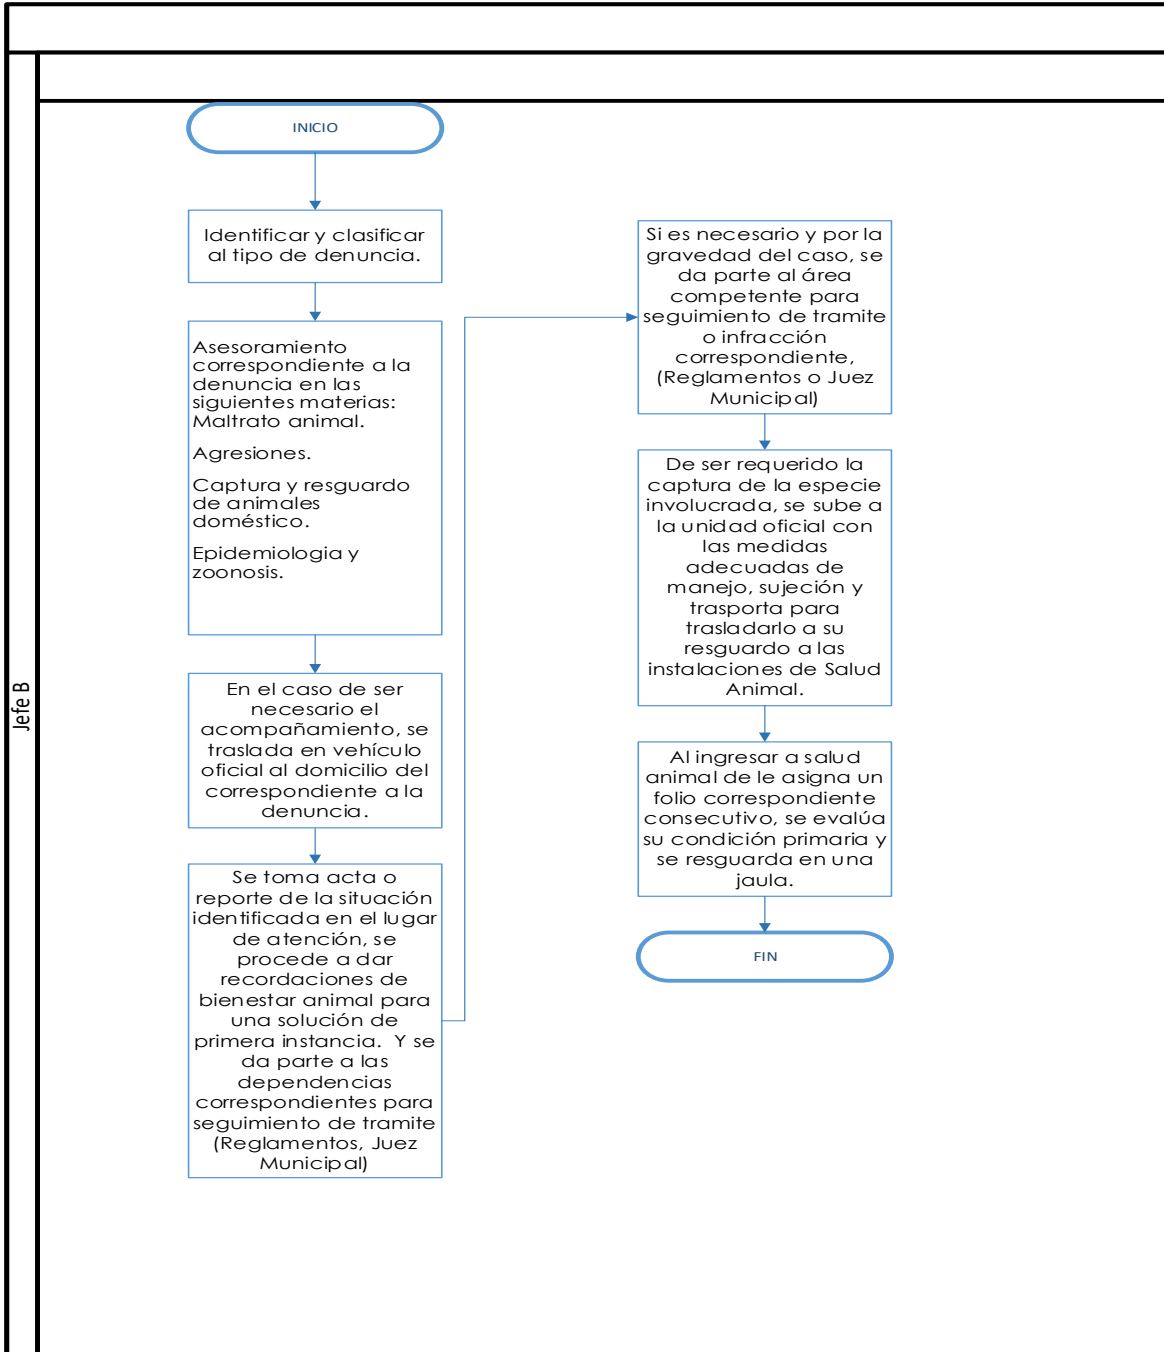 Jefe B
INICIO
Identificar y clasificar
al tipo de denuncia.
Asesoramiento
correspondiente a la
denuncia en las
siguientes materias:
Maltrato animal.
Agresiones.
Captura y resguardo
de animales
doméstico.
Epidemiologia y
zoonosis.
En el caso de ser
necesario el
acompañamiento, se
traslada en vehículo
oficial al domicilio del
correspondiente a la
denuncia.
Se toma acta o
reporte de la situación
identificada en el lugar
de atención, se
procede a dar
recordaciones de
bienestar animal para
una solución de
primera instancia. Y se
da parte a las
dependencias
correspondientes para
seguimiento de tramite
(Reglamentos, Juez
Municipal)
Si es necesario y por la
gravedad del caso, se
da parte al área
competente para
seguimiento de tramite
o infracción
correspondiente,
(Reglamentos o Juez
Municipal)
De ser requerido la
captura de la especie
involucrada, se sube a
la unidad oficial con
las medidas
adecuadas de
manejo, sujeción y
trasporta para
trasladarlo a su
resguardo a las
instalaciones de Salud
Animal.
Al ingresar a salud
animal de le asigna un
folio correspondiente
consecutivo, se evalúa
su condición primaria y
se resguarda en una
jaula.
FIN